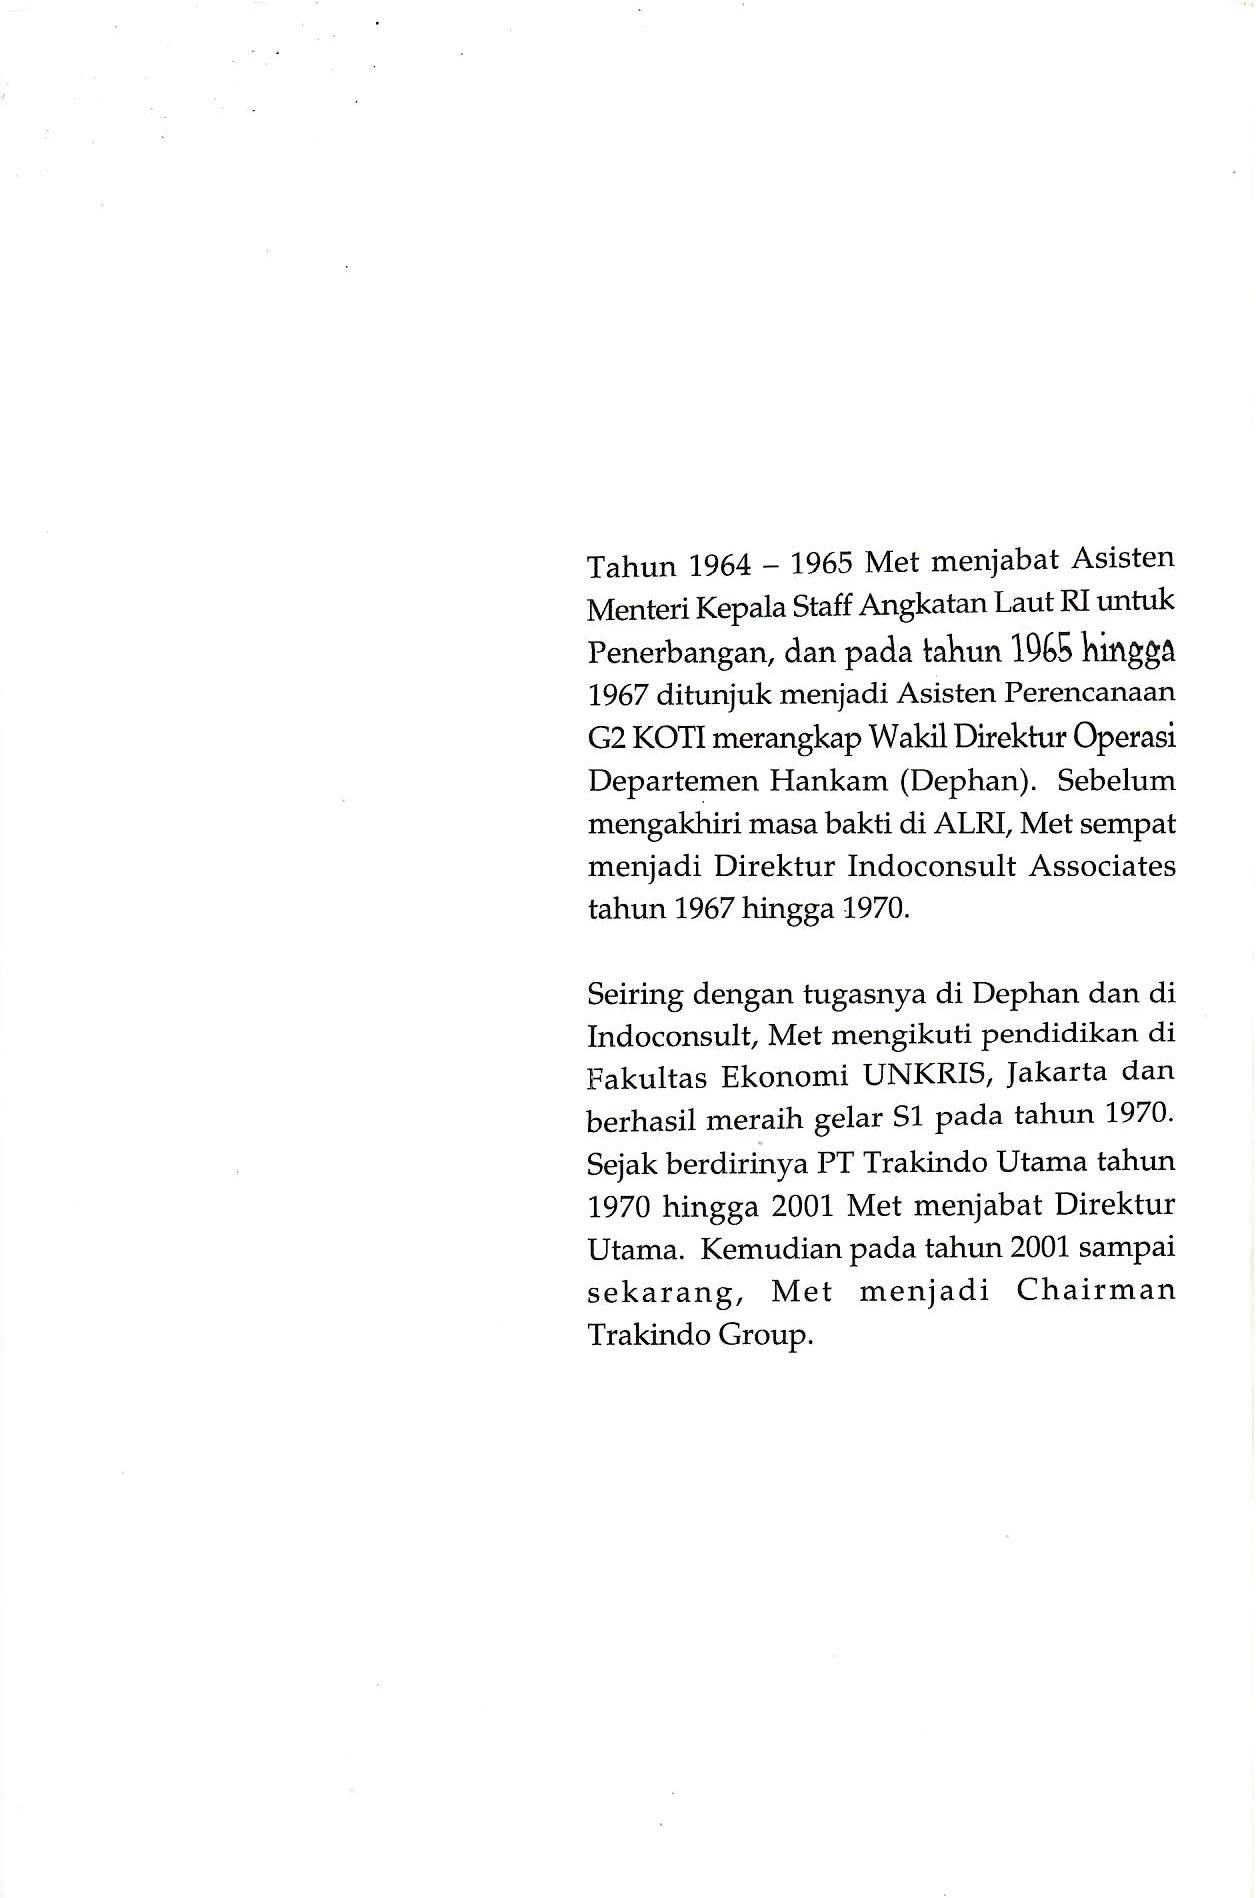 Tahun 1964 – 1965 Met menjabat Asisten
Menteri Kepala Staff Angkatan Laut RI untuk
Penerbangan, dan pada tahun 1965 hingga
1967 ditunjuk menjadi Asisten Perencanaan
G2 KOTI merangkap Wakil Direktur Operasi
Departemen Hankam (Dephan). Sebelum
mengakhiri masa bakti di ALRI, Met sempat
menjadi Direktur Indoconsult Associates
tahun 1967 hingga 1970.
Seiring dengan tugasnya di Dephan dan di
Indoconsult, Met mengikuti pendidikan di
Fakultas Ekonomi UNKRIS, Jakarta dan
berhasil meraih gelar S1 pada tahun 1970.
Sejak berdirinya PT Trakindo Utama tahun
1970 hingga 2001 Met menjabat Direktur
Utama. Kemudian pada tahun 2001 sampai
sekarang, Met menjadi Chairman
Trakindo Group.